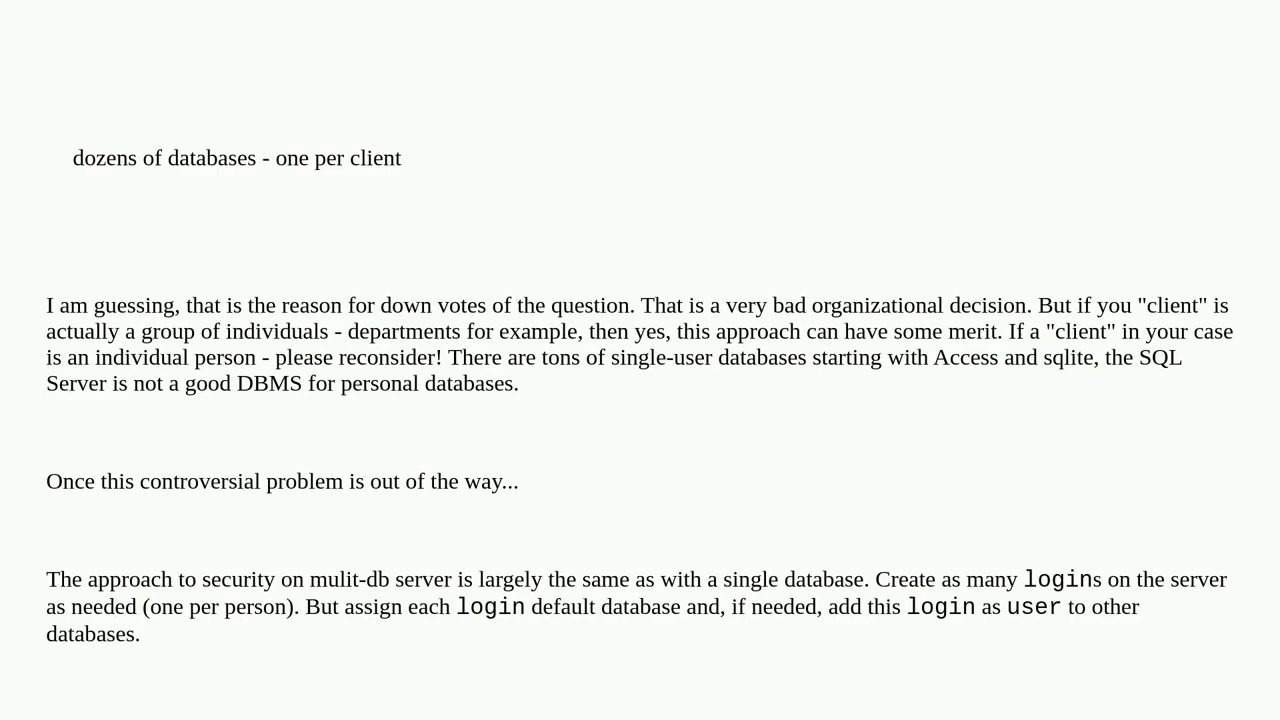 dozens of databases - one per client
I am guessing, that is the reason for down votes of the question. That is a very bad organizational decision. But if you "client" is
actually a group of individuals - departments for example, then yes, this approach can have some merit. If a "client" in your case
is an individual person - please reconsider! There are tons of single-user databases starting with Access and sqlite, the SQL
Server is not a good DBMS for personal databases.
Once this controversial problem is out of the way...
The approach to security on mulit-db server is largely the same as with a single database. Create as many logins on the server
as needed (one per person). But assign each login default database and, if needed, add this login as user to other
databases.